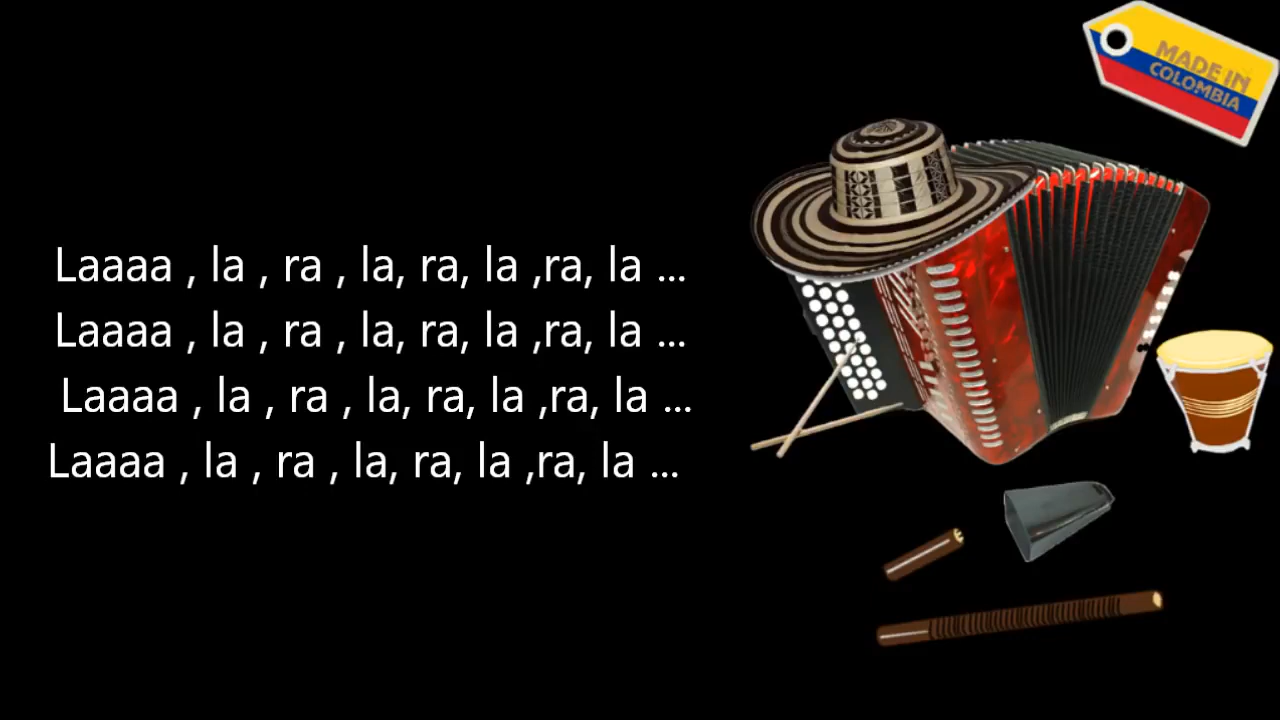 MADE IN
COLOMBIA
Laaaa , la , ra , la, ra, la ,ra, la ...
Laaaa , la , ra , la, ra, la ,ra, la ...
Laaaa , la , ra , la, ra, la ,ra, la ...
Laaaa , la , ra , la, ra, la ,ra, la ...